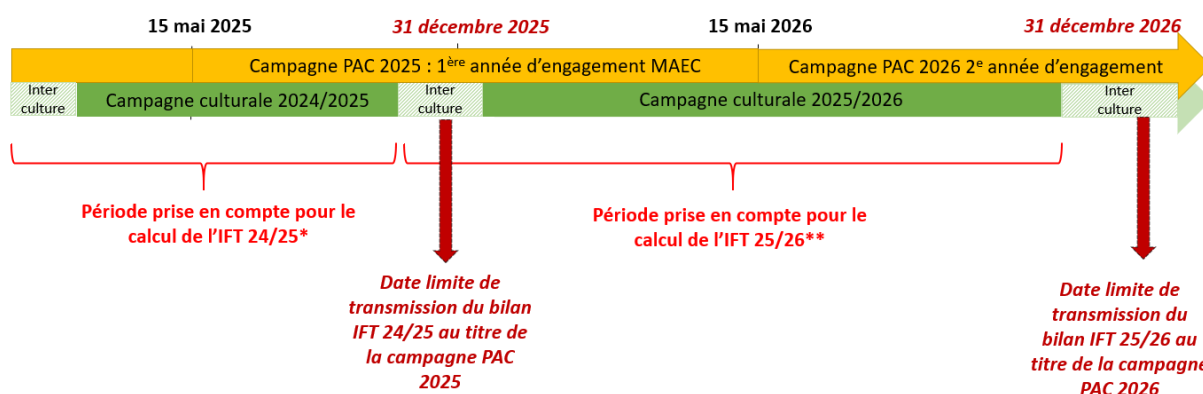 15 mai 2025
31 décembre 2025
15 mai 2026
31 décembre 2026
Campagne PAC 2025 : 1ère année d'engagement MAEC
Campagne PAC 2026 2e année d'engagement
Inter
culture
Campagne culturale 2024/2025
Inter
culture
Campagne culturale 2025/2026
Inter
culture
Période prise en compte pour le
calcul de l'IFT 24/25*
Période prise en compte pour le
calcul de l'IFT 25/26**
Date limite de
transmission du bilan
IFT 24/25 au titre de
la campagne PAC
2025
Date limite de
transmission du
bilan IFT 25/26 au
titre de la campagne
PAC 2026